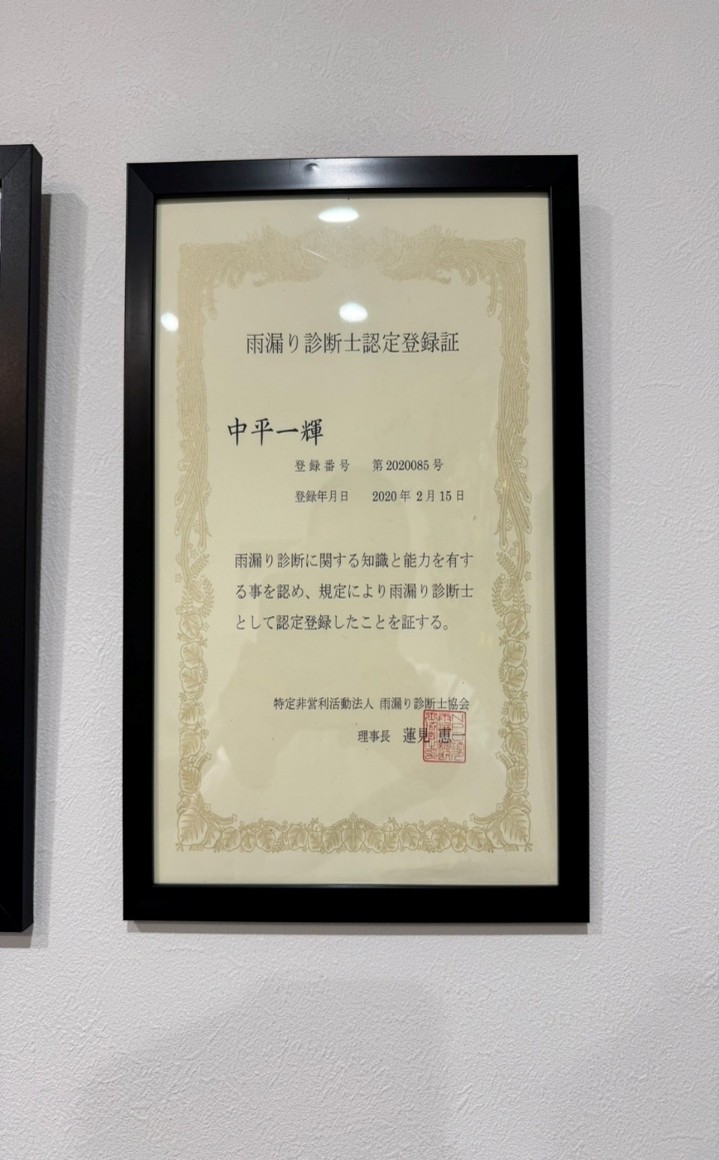 雨漏り診断士認定登録証
中平一輝
登録番号 第2020085号
登録年月日 2020年 2月15日
雨漏り診断に関する知識と能力を有す
る事を認め、規定により雨漏り診断士
として認定登録したことを証する。
特定非営利活動法人 雨漏り診断士協会
理事長 蓮見 恵一